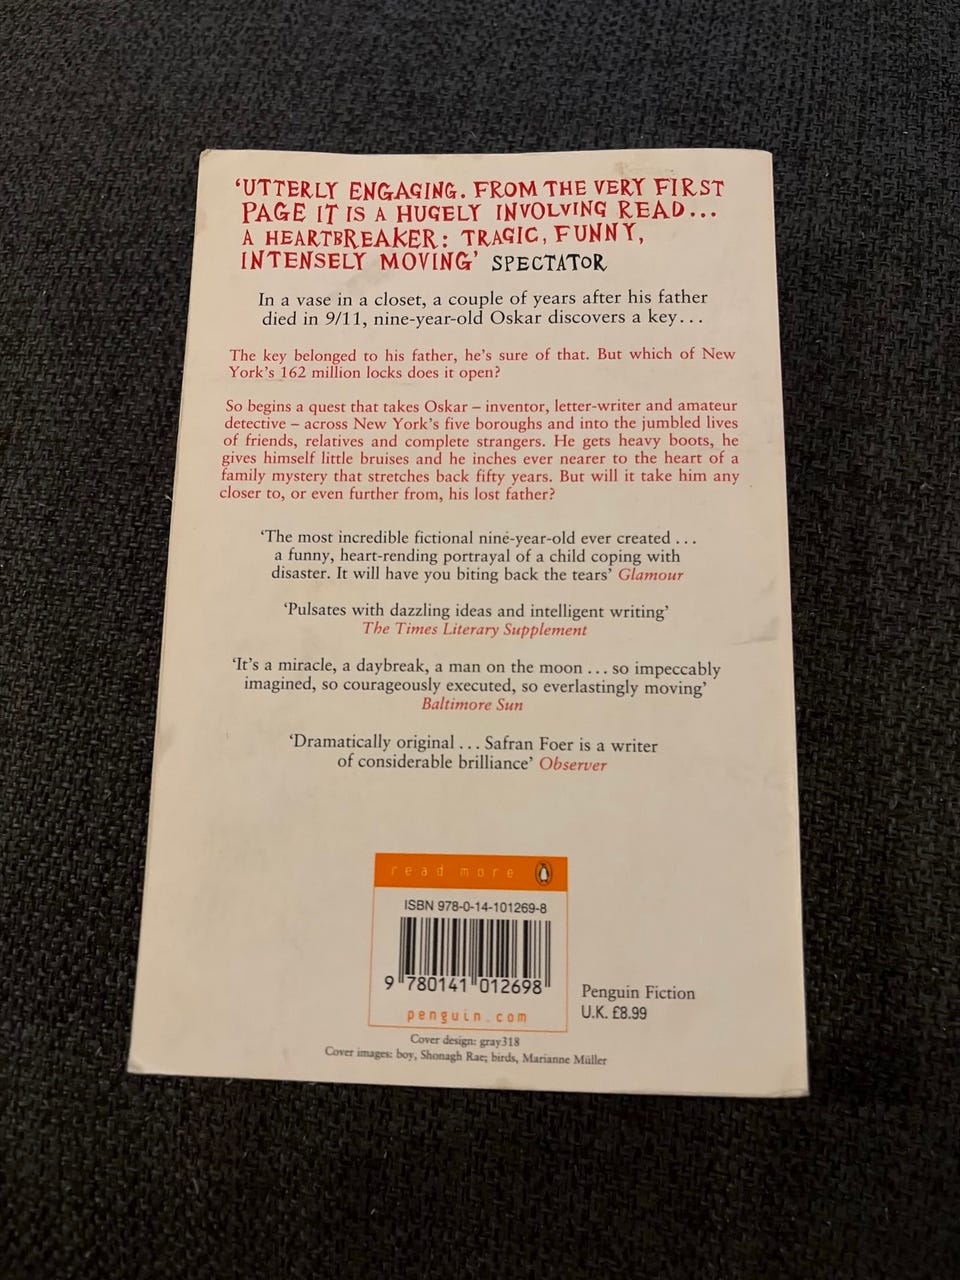 ‘UTTERLY ENGAGING. FROM THE VERY FIRST
PAGE IT IS A HUGELY INVOLVING READ...
A HEARTBREAKER: TRAGIC, FUNNY,
INTENSELY MOVING’ SPECTATOR
In a vase in a closet, a couple of years after his father
died in 9/11, nine-year-old Oskar discovers a key...
The key belonged to his father, he’s sure of that. But which of New
York’s 162 million locks does it open?
So begins a quest that takes Oskar – inventor, letter-writer and amateur
detective – across New York’s five boroughs and into the jumbled lives
of friends, relatives and complete strangers. He gets heavy boots, he
gives himself little bruises and he inches ever nearer to the heart of a
family mystery that stretches back fifty years. But will it take him any
closer to, or even further from, his lost father?
‘The most incredible fictional nine-year-old ever created ...
a funny, heart-rending portrayal of a child coping with
disaster. It will have you biting back the tears’ Glamour
‘Pulsates with dazzling ideas and intelligent writing’
The Times Literary Supplement
‘It’s a miracle, a daybreak, a man on the moon ... so impeccably
imagined, so courageously executed, so everlastingly moving’
Baltimore Sun
‘Dramatically original ... Safran Foer is a writer
of considerable brilliance’ Observer
read more
ISBN 978-0-14-101269-8
9 780141 012698
penguin.com
Penguin Fiction
U.K. £8.99
Cover design: gray318
Cover images: boy, Shonagh Rae; birds, Marianne Müller